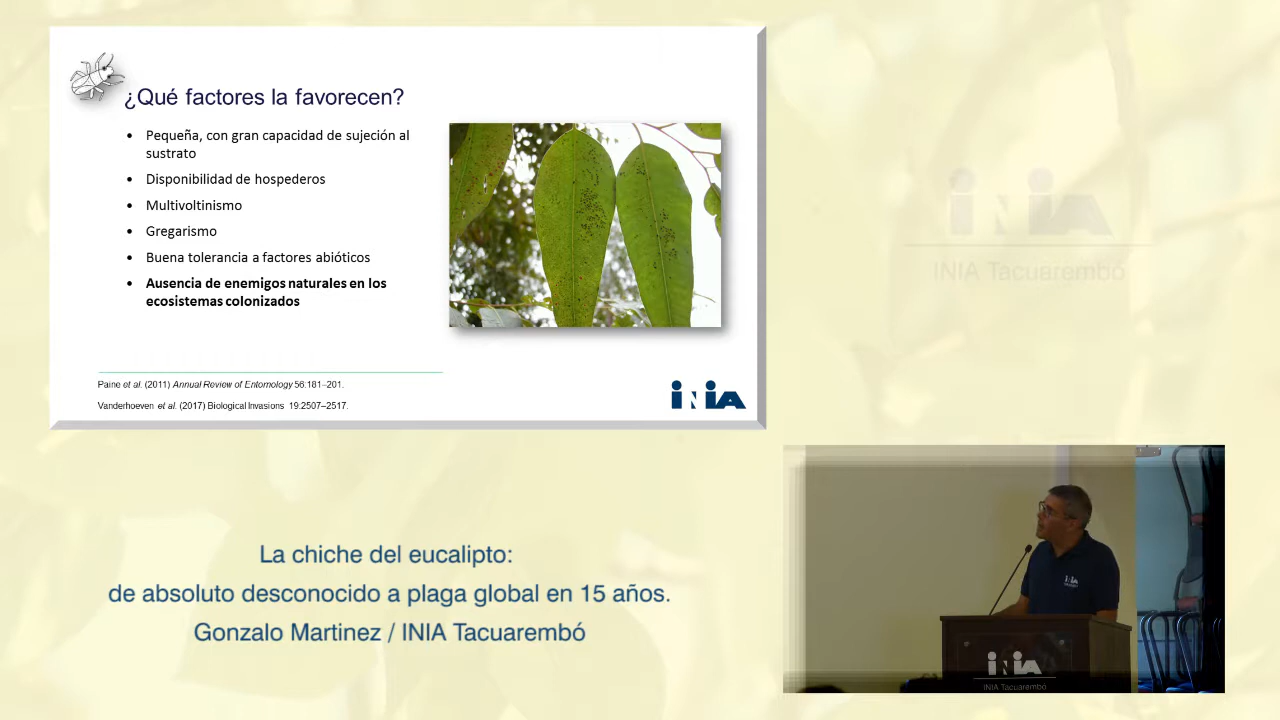 ¿Qué factores la favorecen?
• Pequeña, con gran capacidad de sujeción al
sustrato
• Disponibilidad de hospederos
• Multivoltinismo
• Gregarismo
• Buena tolerancia a factores abióticos
• Ausencia de enemigos naturales en los
ecosistemas colonizados
Paine et al. (2011) Annual Review of Entomology 56:181–201.
Vanderhoeven et al. (2017) Biological Invasions 19:2507–2517.
INIA
INIA
INIA Tacuarembó
La chiche del eucalipto:
de absoluto desconocido a plaga global en 15 años.
Gonzalo Martinez / INIA Tacuarembó
INIA
INIA
INIA Tacuarembó